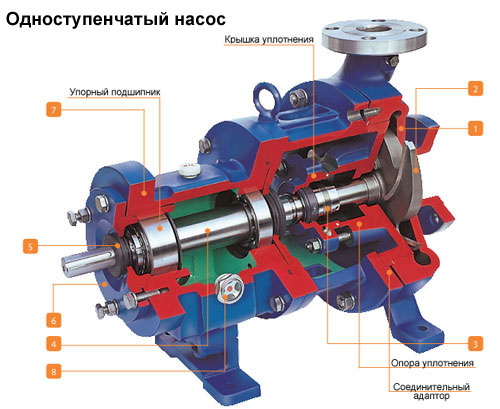 Одноступенчатый насос
Крышка уплотнения
Упорный подшипник
7
2
1
5
6
4
8
3
Опора уплотнения
Соединительный
адаптор